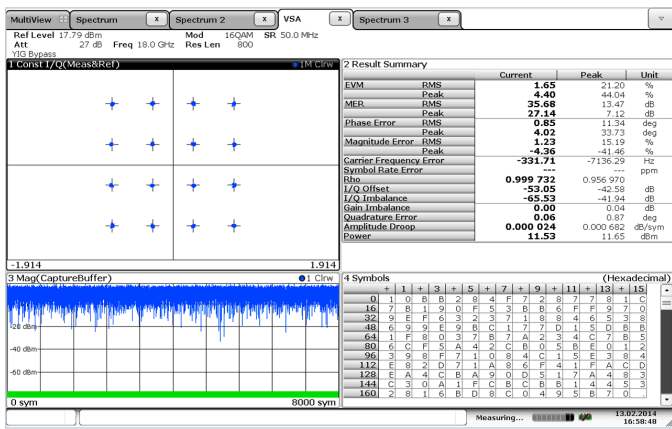 MultiView Spectrum x Spectrum 2 x VSA x Spectrum 3 x
Ref Level 17.79 dBm Mod 16QAM SR 50.0 MHz
Att 27 dB Freq 18.0 GHz Res Len 800
YIG Bypass
1 Const I/Q(Meas&Ref) 1M Clrw
-1.914 1.914
2 Result Summary
Current Peak Unit
EVM RMS 1.65 21.20 %
Peak 4.40 44.04 %
MER RMS 35.68 13.47 dB
Peak 27.14 7.12 dB
Phase Error RMS 0.85 11.34 deg
Peak 4.02 33.73 deg
Magnitude Error RMS 1.23 15.19 %
Peak -4.36 -41.46 %
Carrier Frequency Error -331.71 -7136.29 Hz
Symbol Rate Error --- --- ppm
Rho 0.999 732 0.956 970
I/Q Offset -53.05 -42.58 dB
I/Q Imbalance -65.53 -41.94 dB
Gain Imbalance 0.00 0.04 dB
Quadrature Error 0.06 0.87 deg
Amplitude Droop 0.000 024 0.000 682 dB/sym
Power 11.53 11.65 dBm
3 Mag(CaptureBuffer) 1 Clrw
-20 dBm
-40 dBm
-60 dBm
0 sym 8000 sym
4 Symbols (Hexadecimal)
+ 1 + 3 + 5 + 7 + 9 + 11 + 13 + 15
0 1 0 B B 2 8 4 F 7 2 8 7 7 8 1 C
16 7 B 1 9 0 F 5 3 B B 6 F F 9 7 0
32 9 E F 6 3 2 3 7 1 8 8 4 6 5 3 8
48 6 9 9 E 9 B C 1 7 7 D 1 5 D B B
64 1 F 8 0 3 7 B 7 A 2 3 4 C 7 B 5
80 6 C F 5 A 4 2 C B 0 5 B E 0 1 2
96 3 9 8 F 7 1 0 8 4 C 1 5 E 3 8 4
112 E 8 2 D 7 1 A 8 6 F 4 1 F A C D
128 E A 4 C B A 9 0 D 5 1 7 A 4 8 3
144 C 3 0 A 1 F C B C B B 1 4 4 5 3
160 2 8 1 6 B D 8 C 0 4 9 5 B 7 0 .
Measuring... 13.02.2014
16:58:48